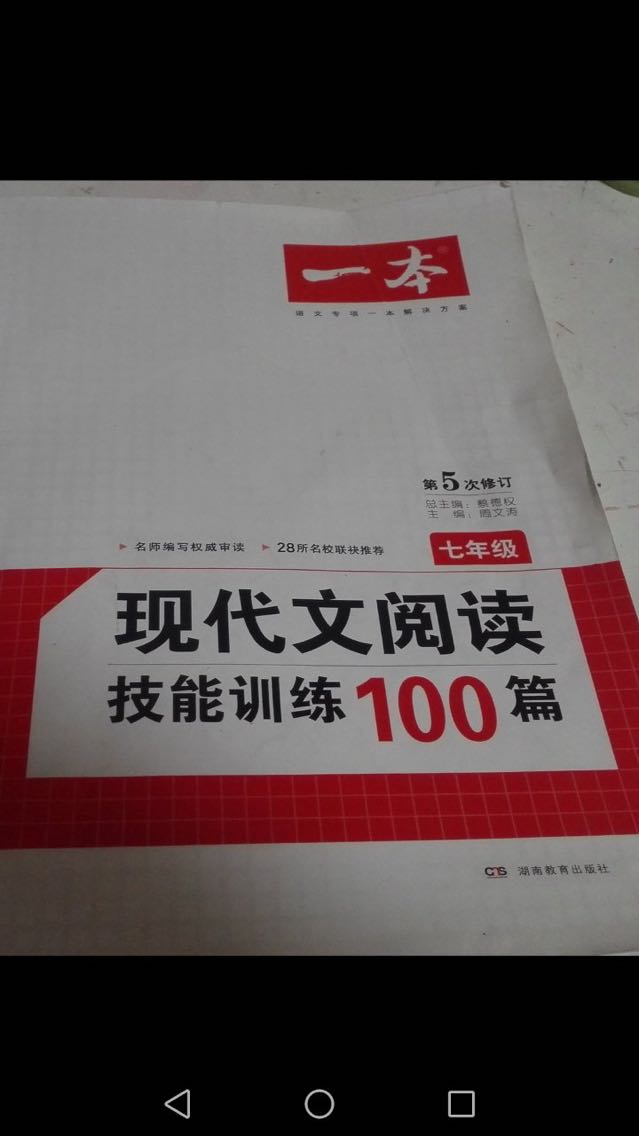 一本®
语文专项一本解决方案
第5次修订
总主编：蔡德权
主 编：周文涛
▶ 名师编写权威审读 ▶ 28所名校联袂推荐
七年级
现代文阅读
技能训练100篇
CNS 湖南教育出版社